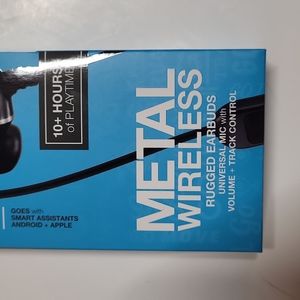 10+ HOURS
of PLAYTIME
METAL
WIRELESS
RUGGED EARBUDS
UNIVERSAL MIC with
VOLUME + TRACK CONTROL
GOES with
SMART ASSISTANTS
ANDROID + APPLE